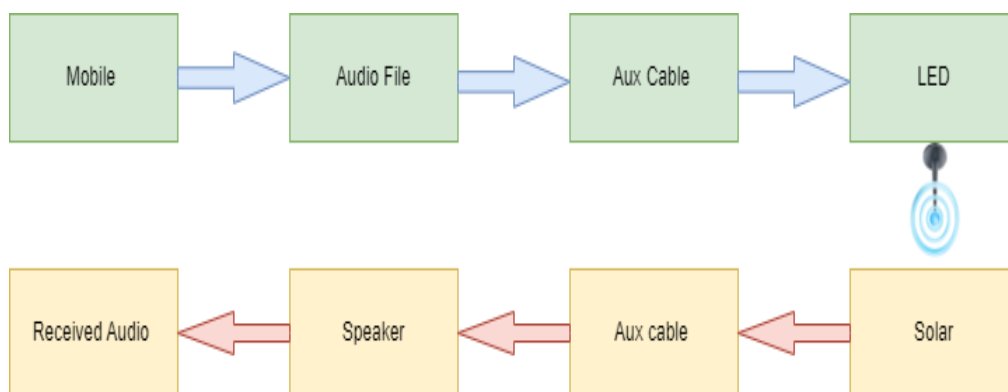 Mobile
Audio File
Aux Cable
LED
Received Audio
Speaker
Aux cable
Solar